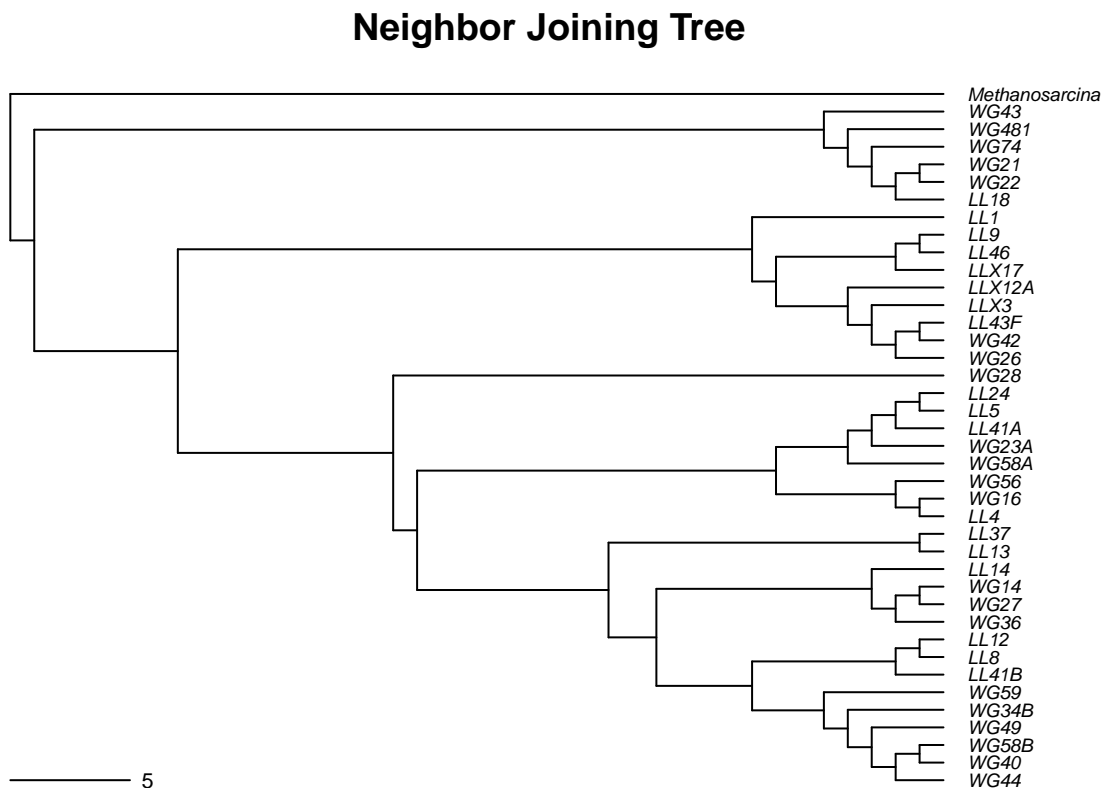 Neighbor Joining Tree
Methanosarcina
WG43
WG481
WG74
WG21
WG22
LL18
LL1
LL9
LL46
LLX17
LLX12A
LLX3
LL43F
WG42
WG26
WG28
LL24
LL5
LL41A
WG23A
WG58A
WG56
WG16
LL4
LL37
LL13
LL14
WG14
WG27
WG36
LL12
LL8
LL41B
WG59
WG34B
WG49
WG58B
WG40
WG44
5